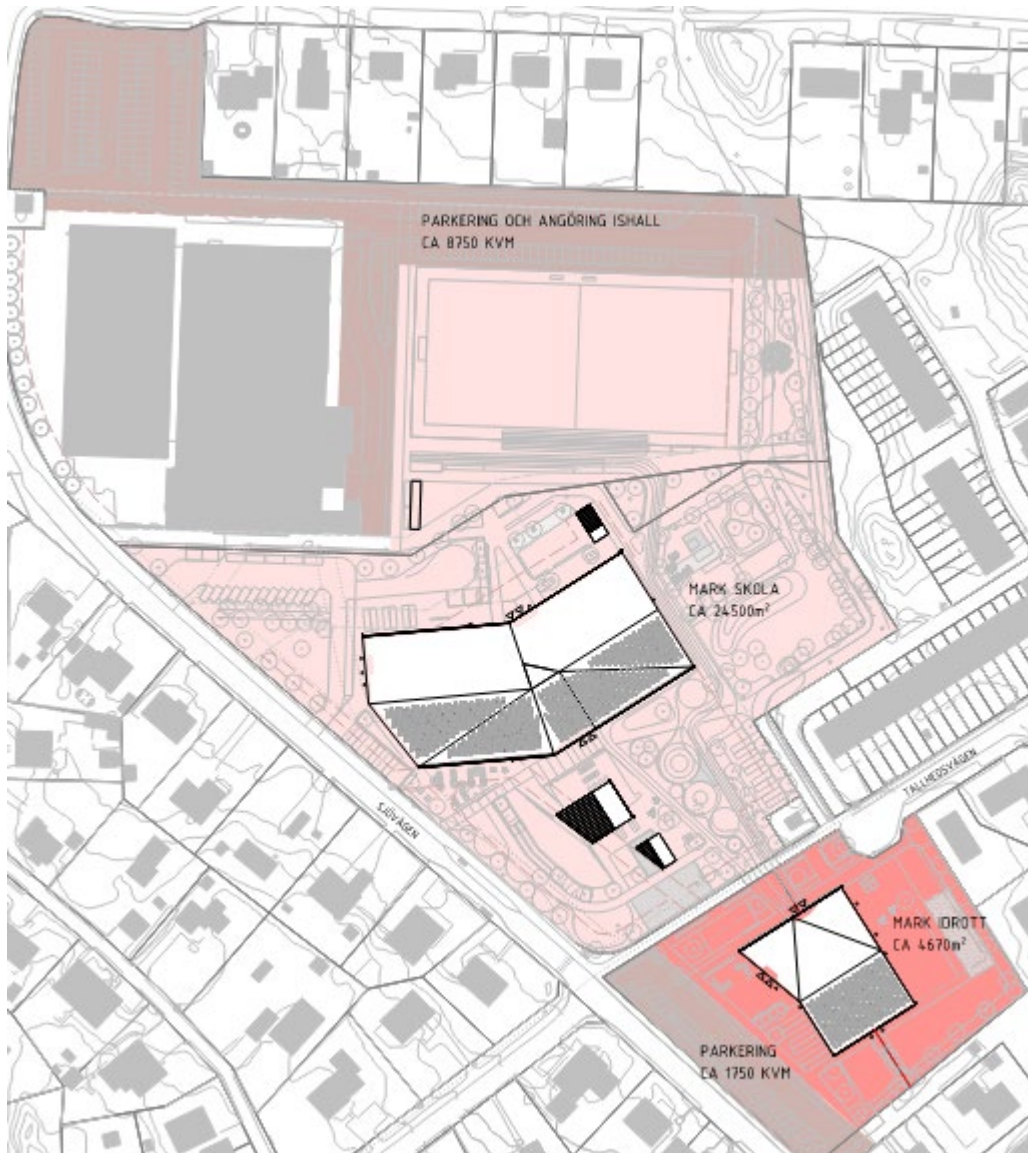 PARKERING OCH ANGÖRING ISHALL
CA 8750 KVM
MARK SKOLA
CA 24500m²
SJÖVÄGEN
TALLHEDSVÄGEN
MARK IDROTT
CA 4670m²
PARKERING
CA 1750 KVM